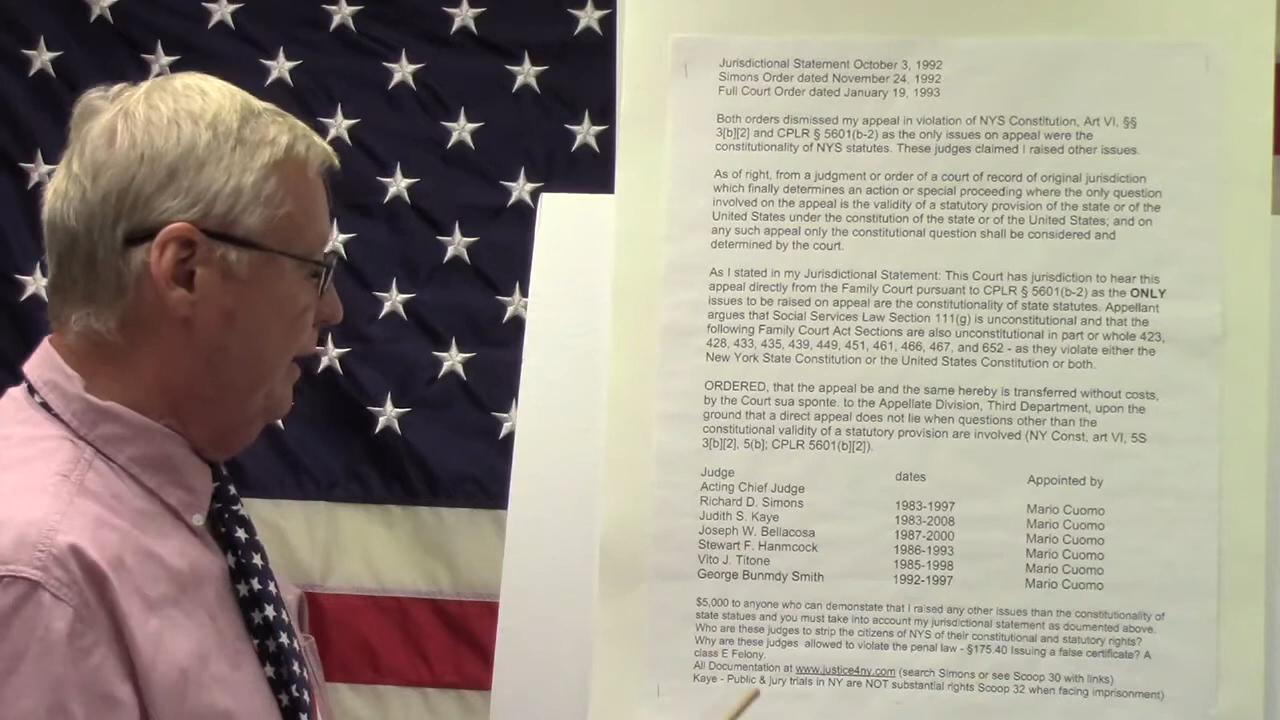 Jurisdictional Statement October 3, 1992
Simons Order dated November 24, 1992
Full Court Order dated January 19, 1993
Both orders dismissed my appeal in violation of NYS Constitution, Art VI, §§
3[b][2] and CPLR § 5601(b-2) as the only issues on appeal were the
constitutionality of NYS statutes. These judges claimed I raised other issues.
As of right, from a judgment or order of a court of record of original jurisdiction
which finally determines an action or special proceeding where the only question
involved on the appeal is the validity of a statutory provision of the state or of the
United States under the constitution of the state or of the United States; and on
any such appeal only the constitutional question shall be considered and
determined by the court.
As I stated in my Jurisdictional Statement: This Court has jurisdiction to hear this
appeal directly from the Family Court pursuant to CPLR § 5601(b-2) as the ONLY
issues to be raised on appeal are the constitutionality of state statutes. Appellant
argues that Social Services Law Section 111(g) is unconstitutional and that the
following Family Court Act Sections are also unconstitutional in part or whole 423,
428, 433, 435, 439, 449, 451, 461, 466, 467, and 652 - as they violate either the
New York State Constitution or the United States Constitution or both.
ORDERED, that the appeal be and the same hereby is transferred without costs,
by the Court sua sponte. to the Appellate Division, Third Department, upon the
ground that a direct appeal does not lie when questions other than the
constitutional validity of a statutory provision are involved (NY Const, art VI, 5S
3[b][2], 5(b]; CPLR 5601(b][2]).
Judge dates Appointed by
Acting Chief Judge
Richard D. Simons 1983-1997 Mario Cuomo
Judith S. Kaye 1983-2008 Mario Cuomo
Joseph W. Bellacosa 1987-2000 Mario Cuomo
Stewart F. Hanmcock 1986-1993 Mario Cuomo
Vito J. Titone 1985-1998 Mario Cuomo
George Bunmdy Smith 1992-1997 Mario Cuomo
$5,000 to anyone who can demonstate that I raised any other issues than the constitutionality of
state statues and you must take into account my jurisdictional statement as doumented above.
Who are these judges to strip the citizens of NYS of their constitutional and statutory rights?
Why are these judges allowed to violate the penal law - §175.40 Issuing a false certificate? A
class E Felony.
All Documentation at www.justice4ny.com (search Simons or see Scoop 30 with links)
Kaye - Public & jury trials in NY are NOT substantial rights Scoop 32 when facing imprisonment)